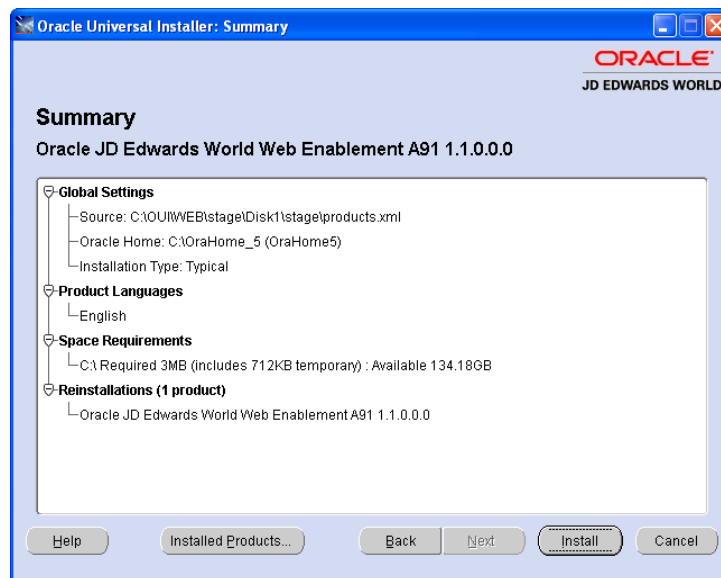 Oracle Universal Installer: Summary
ORACLE
JD EDWARDS WORLD
Summary
Oracle JD Edwards World Web Enablement A91 1.1.0.0.0
Global Settings
Source: C:\OUIWEB\stage\Disk1\stage\products.xml
Oracle Home: C:\OraHome_5 (OraHome5)
Installation Type: Typical
Product Languages
English
Space Requirements
C:\ Required 3MB (includes 712KB temporary) : Available 134.18GB
Reinstallations (1 product)
Oracle JD Edwards World Web Enablement A91 1.1.0.0.0
Help Installed Products... Back Next Install Cancel